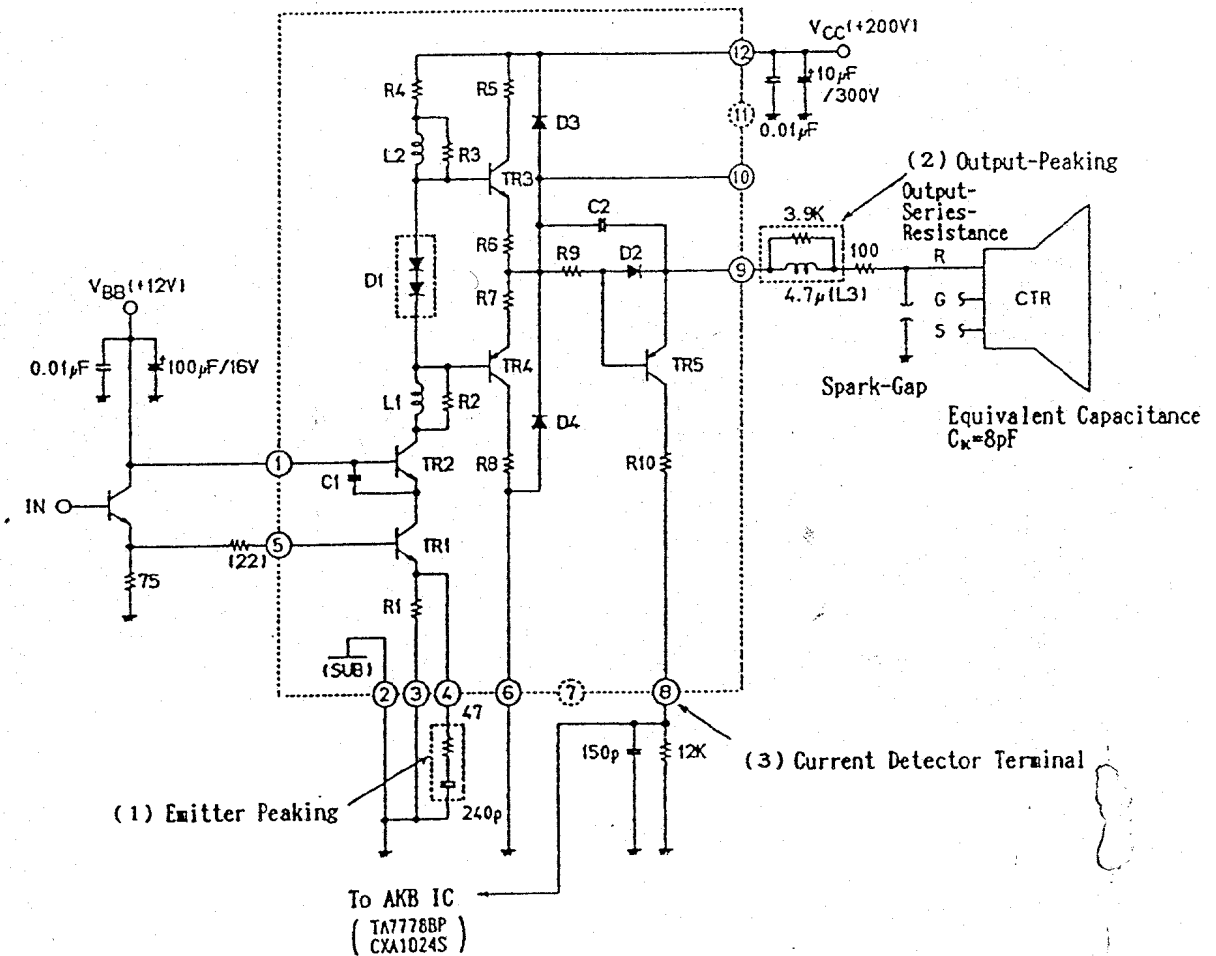 VCC(+200V)
12
10μF
/300V
0.01μF
11
R4
R5
D3
L2
R3
TR3
10
(2) Output-Peaking
Output-
Series-
Resistance
C2
3.9K
100
R6
R9
D2
9
R
D1
R7
4.7μ(L3)
G
CTR
S
VBB(+12V)
0.01μF
100μF/16V
TR4
TR5
Spark-Gap
L1
R2
D4
Equivalent Capacitance
CK=8pF
1
C1
TR2
R8
R10
IN
5
(22)
TR1
75
R1
(SUB)
2
3
4
6
7
8
47
150p
12K
(3) Current Detector Terminal
(1) Emitter Peaking
240p
To AKB IC
( TA7778BP
CXA1024S )